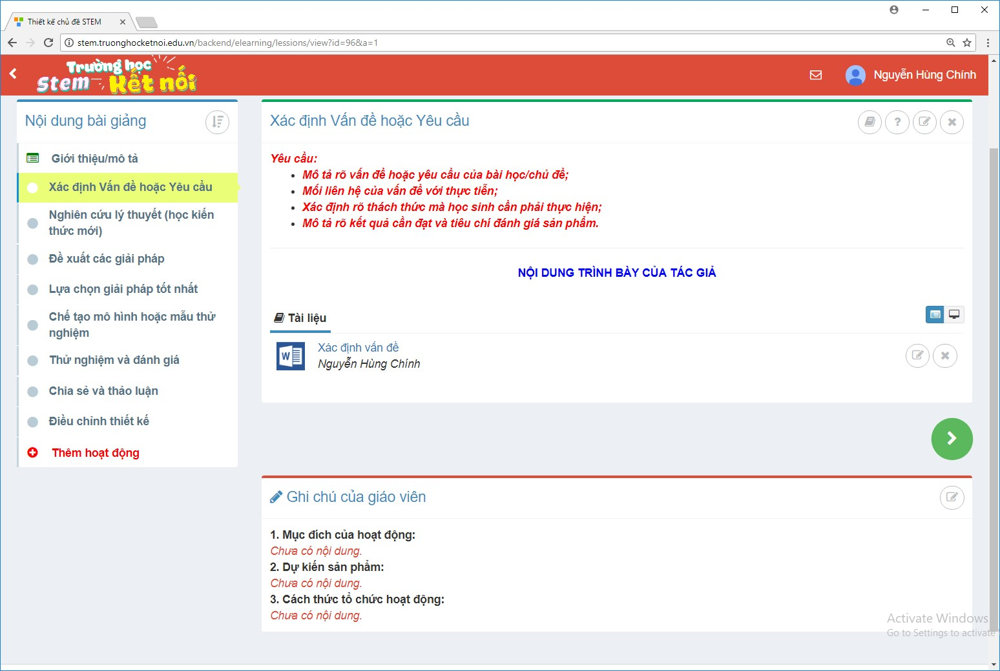 Thiết kế chủ đề STEM
stem.truonghocketnoi.edu.vn/backend/elearning/lessions/view?id=96&a=1
Trường học
Stem Kết nối
Nguyễn Hùng Chính
Nội dung bài giảng
Giới thiệu/mô tả
Xác định Vấn đề hoặc Yêu cầu
Nghiên cứu lý thuyết (học kiến
thức mới)
Đề xuất các giải pháp
Lựa chọn giải pháp tốt nhất
Chế tạo mô hình hoặc mẫu thử
nghiệm
Thử nghiệm và đánh giá
Chia sẻ và thảo luận
Điều chỉnh thiết kế
Thêm hoạt động
Xác định Vấn đề hoặc Yêu cầu
Yêu cầu:
• Mô tả rõ vấn đề hoặc yêu cầu của bài học/chủ đề;
• Mối liên hệ của vấn đề với thực tiễn;
• Xác định rõ thách thức mà học sinh cần phải thực hiện;
• Mô tả rõ kết quả cần đạt và tiêu chí đánh giá sản phẩm.
NỘI DUNG TRÌNH BÀY CỦA TÁC GIẢ
Tài liệu
Xác định vấn đề
Nguyễn Hùng Chính
Ghi chú của giáo viên
1. Mục đích của hoạt động:
Chưa có nội dung.
2. Dự kiến sản phẩm:
Chưa có nội dung.
3. Cách thức tổ chức hoạt động:
Chưa có nội dung.
Activate Windows
Go to Settings to activate